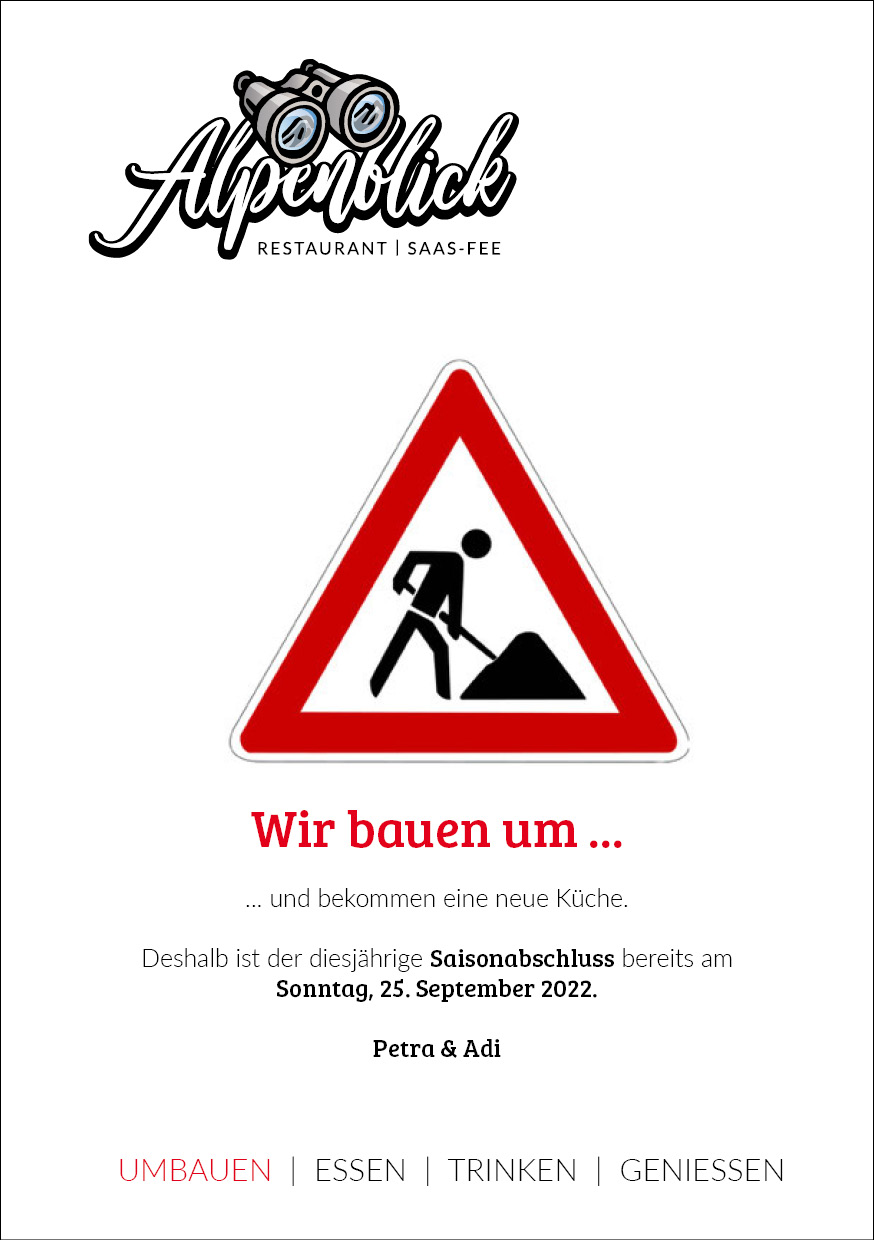 Alpenblick
RESTAURANT | SAAS-FEE
Wir bauen um ...
... und bekommen eine neue Küche.
Deshalb ist der diesjährige Saisonabschluss bereits am
Sonntag, 25. September 2022.
Petra & Adi
UMBAUEN | ESSEN | TRINKEN | GENIESSEN